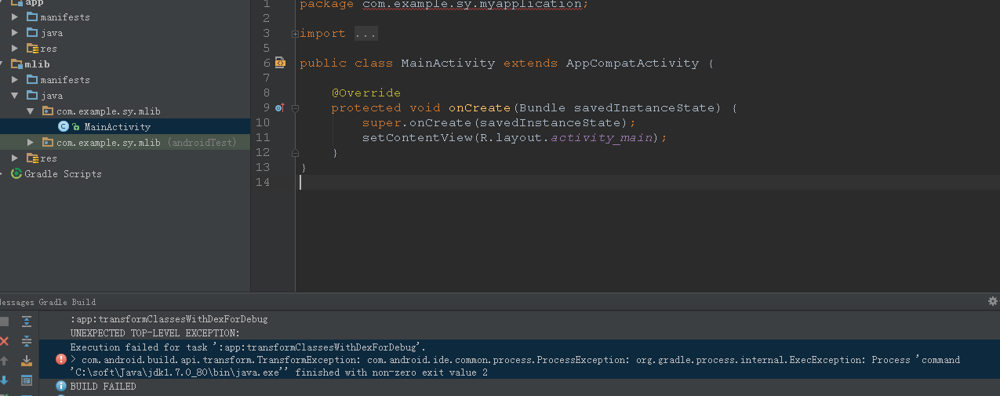 app
manifests
java
res
mlib
manifests
java
com.example.sy.mlib
MainActivity
com.example.sy.mlib (androidTest)
res
Gradle Scripts
1 package com.example.sy.myapplication;
2
3 import ...
5
6 public class MainActivity extends AppCompatActivity {
7
8 @Override
9 protected void onCreate(Bundle savedInstanceState) {
10 super.onCreate(savedInstanceState);
11 setContentView(R.layout.activity_main);
12 }
13 }
14
Gradle Build
:app:transformClassesWithDexForDebug
UNEXPECTED TOP-LEVEL EXCEPTION:
Execution failed for task ':app:transformClassesWithDexForDebug'.
> com.android.build.api.transform.TransformException: com.android.ide.common.process.ProcessException: org.gradle.process.internal.ExecException: Process 'command
'C:\soft\Java\jdk1.7.0_80\bin\java.exe'' finished with non-zero exit value 2
BUILD FAILED